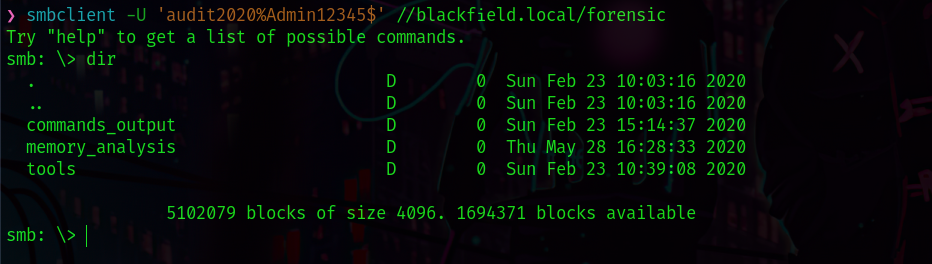 ❯ smbclient -U 'audit2020%Admin12345$' //blackfield.local/forensic
Try "help" to get a list of possible commands.
smb: \> dir
  .                                   D        0  Sun Feb 23 10:03:16 2020
  ..                                  D        0  Sun Feb 23 10:03:16 2020
  commands_output                     D        0  Sun Feb 23 15:14:37 2020
  memory_analysis                     D        0  Thu May 28 16:28:33 2020
  tools                               D        0  Sun Feb 23 10:39:08 2020
                5102079 blocks of size 4096. 1694371 blocks available
smb: \>